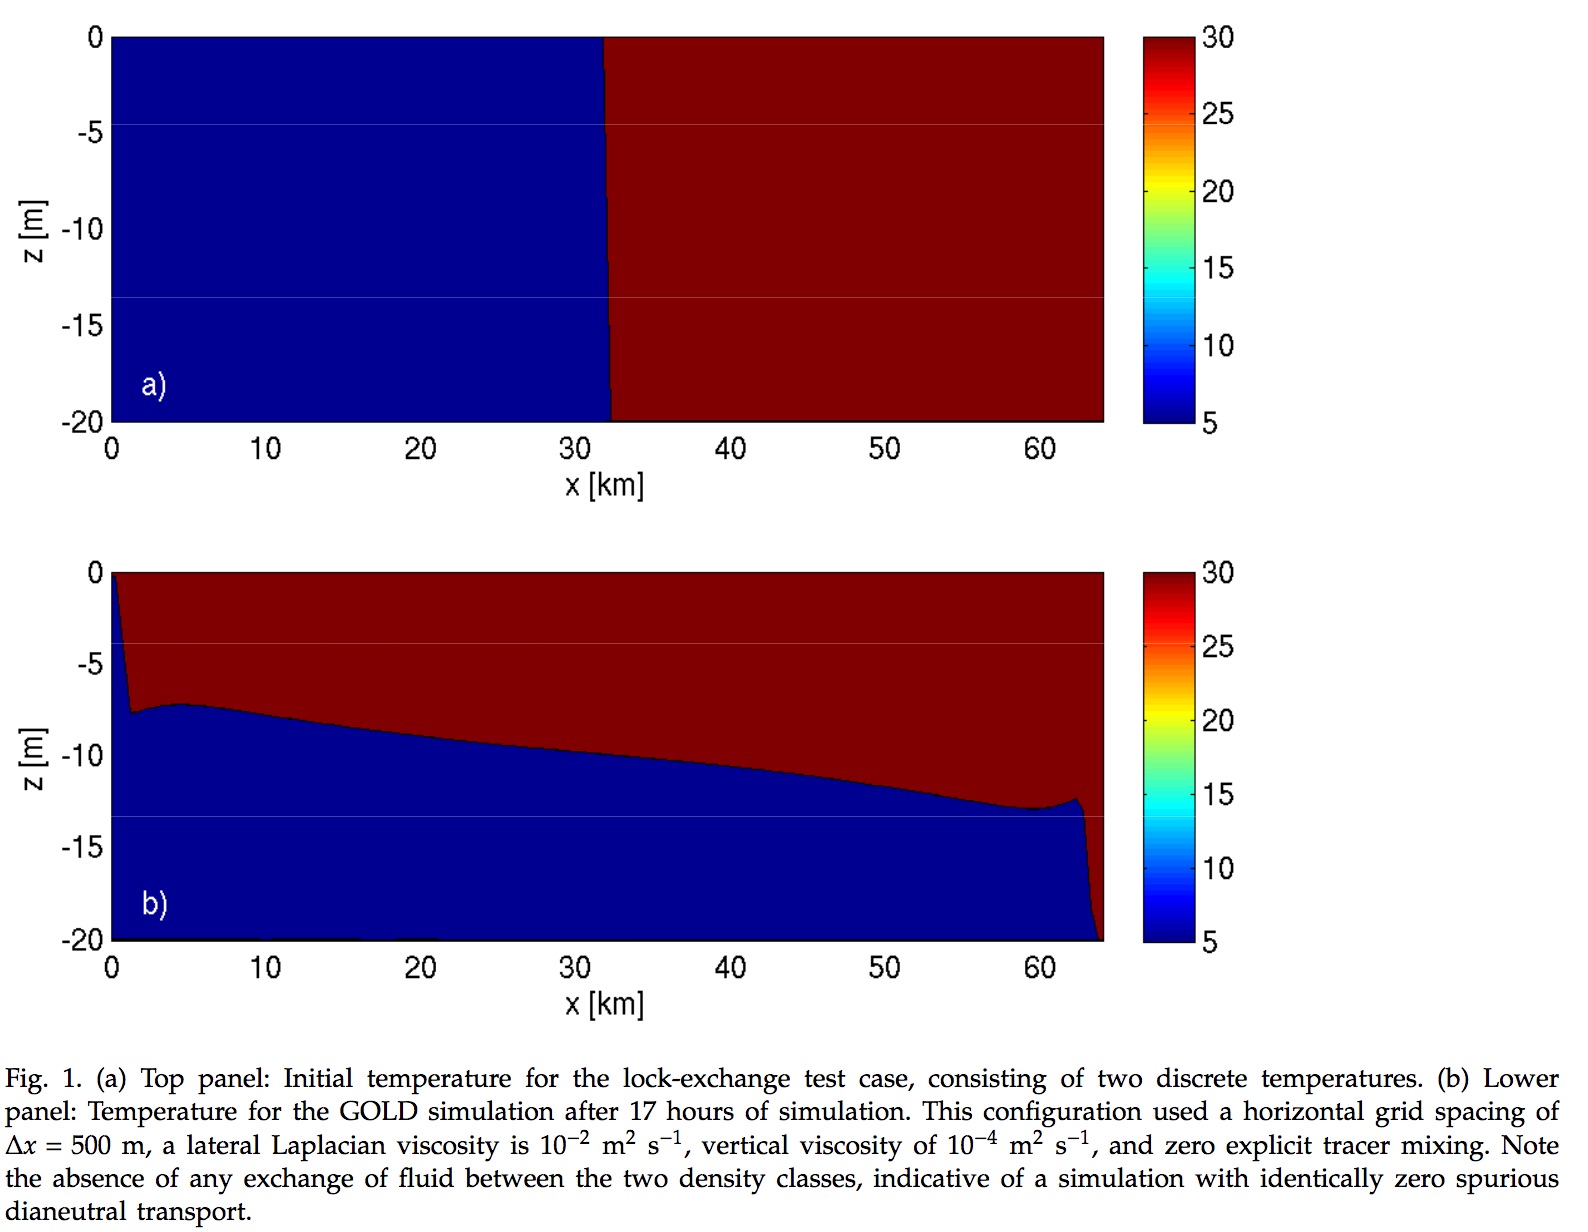 0
-5
-10
-15
-20
z [m]
a)
0 10 20 30 40 50 60
x [km]
30
25
20
15
10
5
0
-5
-10
-15
-20
z [m]
b)
0 10 20 30 40 50 60
x [km]
30
25
20
15
10
5
Fig. 1. (a) Top panel: Initial temperature for the lock-exchange test case, consisting of two discrete temperatures. (b) Lower
panel: Temperature for the GOLD simulation after 17 hours of simulation. This configuration used a horizontal grid spacing of
Δx = 500 m, a lateral Laplacian viscosity is 10⁻² m² s⁻¹, vertical viscosity of 10⁻⁴ m² s⁻¹, and zero explicit tracer mixing. Note
the absence of any exchange of fluid between the two density classes, indicative of a simulation with identically zero spurious
dianeutral transport.